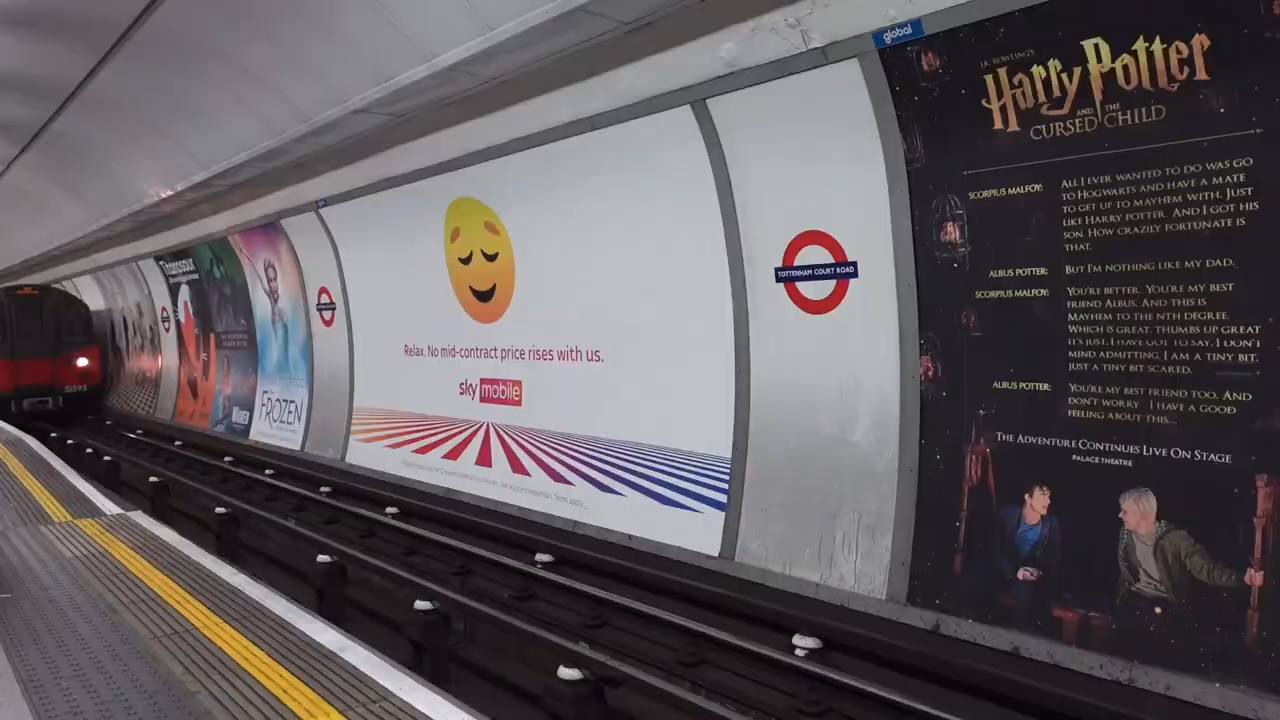 global
J.K. ROWLING'S
Harry Potter
AND THE
CURSED CHILD
SCORPIUS MALFOY: ALL I EVER WANTED TO DO WAS GO
TO HOGWARTS AND HAVE A MATE
TO GET UP TO MAYHEM WITH. JUST
LIKE HARRY POTTER. AND I GOT HIS
SON. HOW CRAZILY FORTUNATE IS
THAT.
ALBUS POTTER: BUT I'M NOTHING LIKE MY DAD.
SCORPIUS MALFOY: YOU'RE BETTER. YOU'RE MY BEST
FRIEND ALBUS. AND THIS IS
MAYHEM TO THE NTH DEGREE.
WHICH IS GREAT, THUMBS UP GREAT
IT'S JUST, I HAVE GOT TO SAY, I DON'T
MIND ADMITTING, I AM A TINY BIT,
JUST A TINY BIT SCARED.
ALBUS POTTER: YOU'RE MY BEST FRIEND TOO. AND
DON'T WORRY I HAVE A GOOD
FEELING ABOUT THIS...
THE ADVENTURE CONTINUES LIVE ON STAGE
PALACE THEATRE
TOTTENHAM COURT ROAD
Relax. No mid-contract price rises with us.
sky mobile
FROZEN
51595